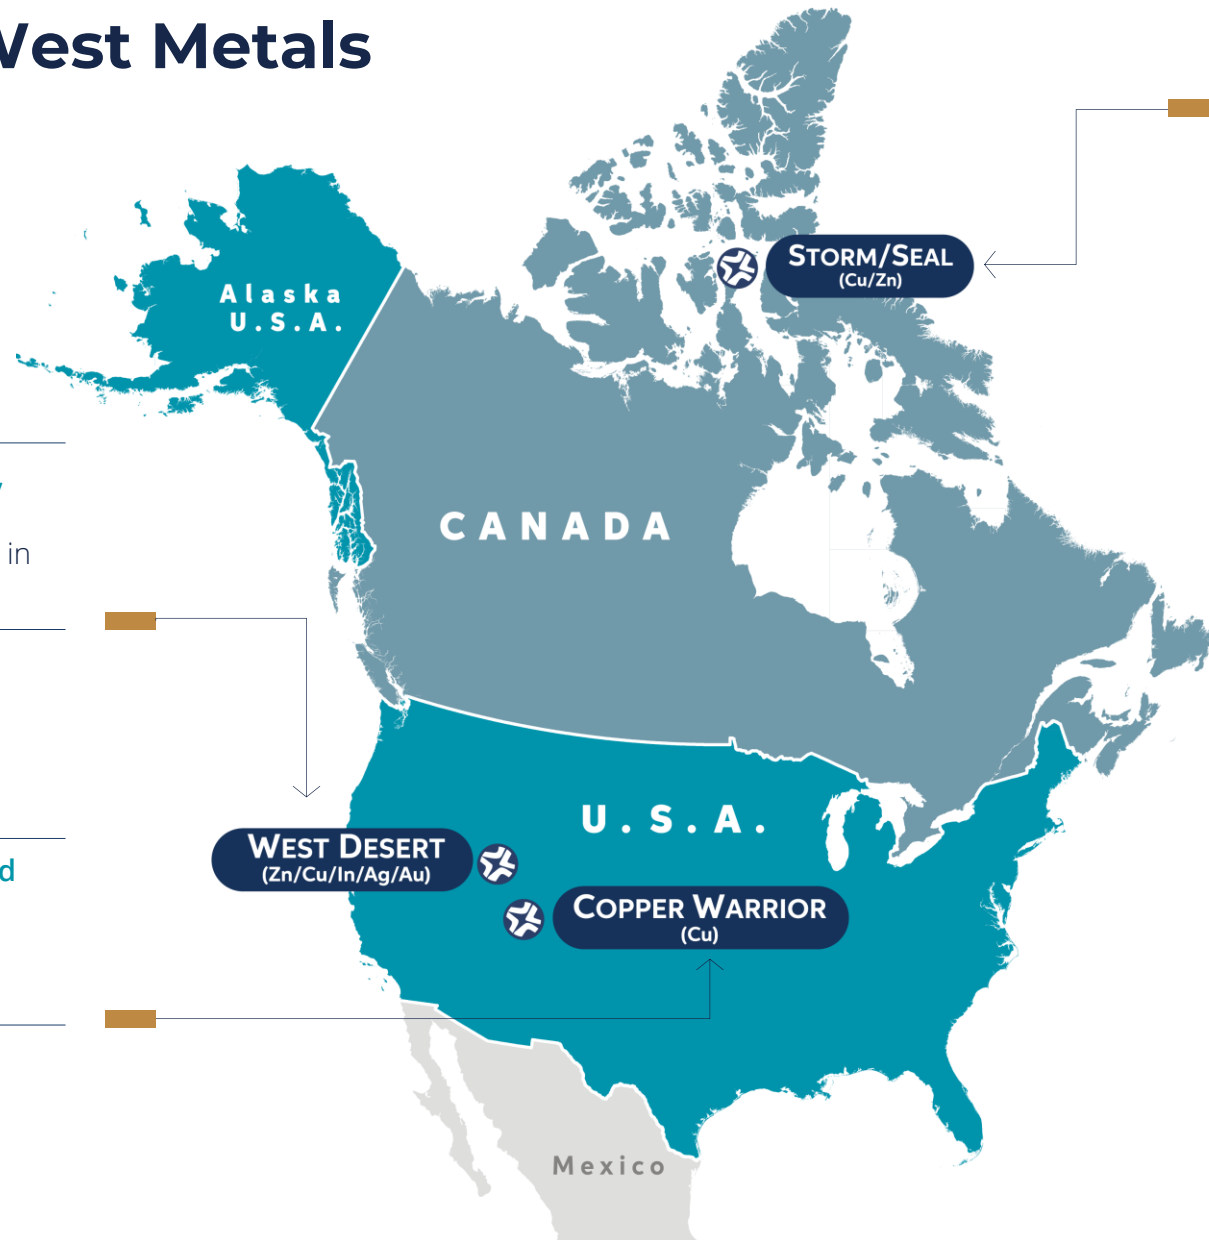 West Metals
STORM/SEAL
(Cu/Zn)
Alaska
U.S.A.
CANADA
in
U.S.A.
WEST DESERT
(Zn/Cu/In/Ag/Au)
COPPER WARRIOR
(Cu)
Mexico